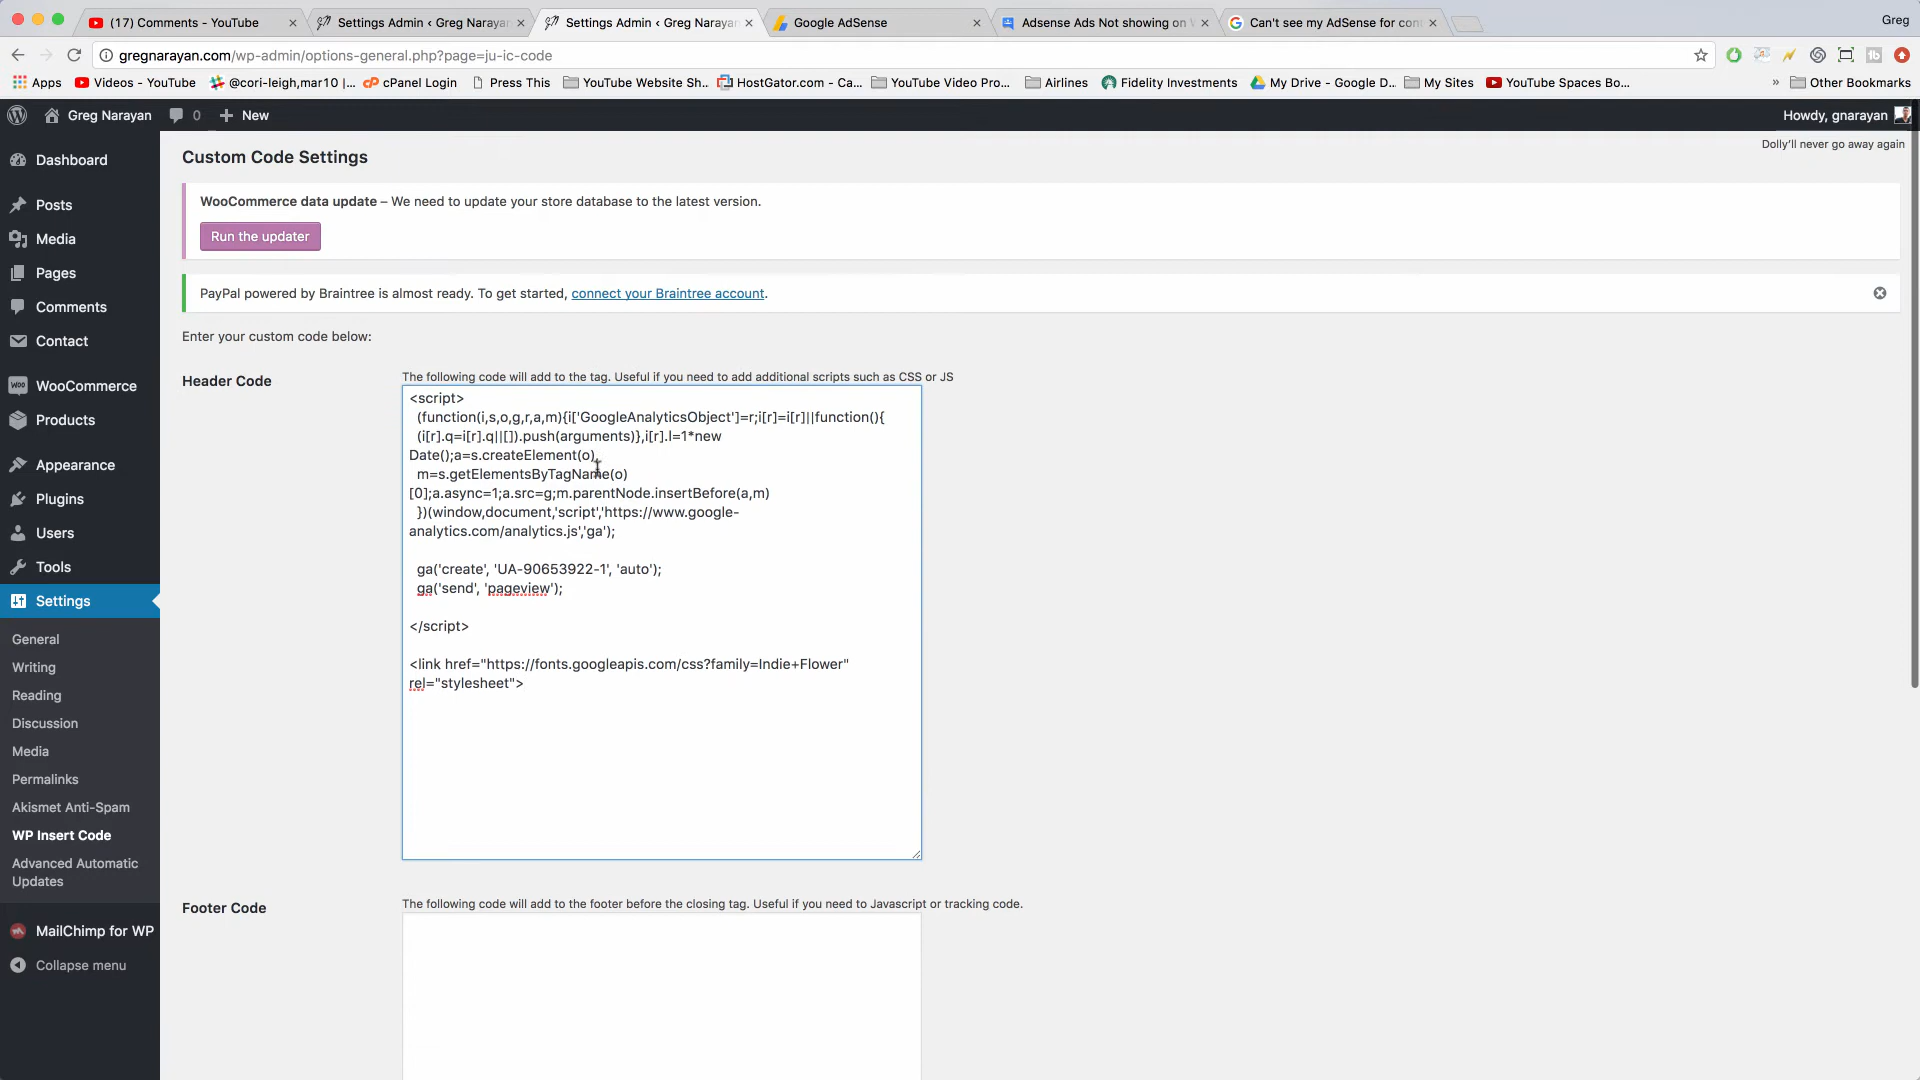 (17) Comments - YouTube
Settings Admin ‹ Greg Narayan
Settings Admin ‹ Greg Narayan
Google AdSense
Adsense Ads Not showing on
Can't see my AdSense for con
Greg
gregnarayan.com/wp-admin/options-general.php?page=ju-ic-code
Apps
Videos - YouTube
@cori-leigh,mar10 |...
cPanel Login
Press This
YouTube Website Sh...
HostGator.com - Ca...
YouTube Video Pro...
Airlines
Fidelity Investments
My Drive - Google D...
My Sites
YouTube Spaces Bo...
»
Other Bookmarks
Greg Narayan
0
+ New
Howdy, gnarayan
Dolly'll never go away again
Dashboard
Posts
Media
Pages
Comments
Contact
WooCommerce
Products
Appearance
Plugins
Users
Tools
Settings
General
Writing
Reading
Discussion
Media
Permalinks
Akismet Anti-Spam
WP Insert Code
Advanced Automatic
Updates
MailChimp for WP
Collapse menu
Custom Code Settings
WooCommerce data update – We need to update your store database to the latest version.
Run the updater
PayPal powered by Braintree is almost ready. To get started, connect your Braintree account.
Enter your custom code below:
Header Code
The following code will add to the tag. Useful if you need to add additional scripts such as CSS or JS
<script>
(function(i,s,o,g,r,a,m){i['GoogleAnalyticsObject']=r;i[r]=i[r]||function(){
(i[r].q=i[r].q||[]).push(arguments)},i[r].l=1*new
Date();a=s.createElement(o),
m=s.getElementsByTagName(o)
[0];a.async=1;a.src=g;m.parentNode.insertBefore(a,m)
})(window,document,'script','https://www.google-
analytics.com/analytics.js','ga');
ga('create', 'UA-90653922-1', 'auto');
ga('send', 'pageview');
</script>
<link href="https://fonts.googleapis.com/css?family=Indie+Flower"
rel="stylesheet">
Footer Code
The following code will add to the footer before the closing tag. Useful if you need to Javascript or tracking code.